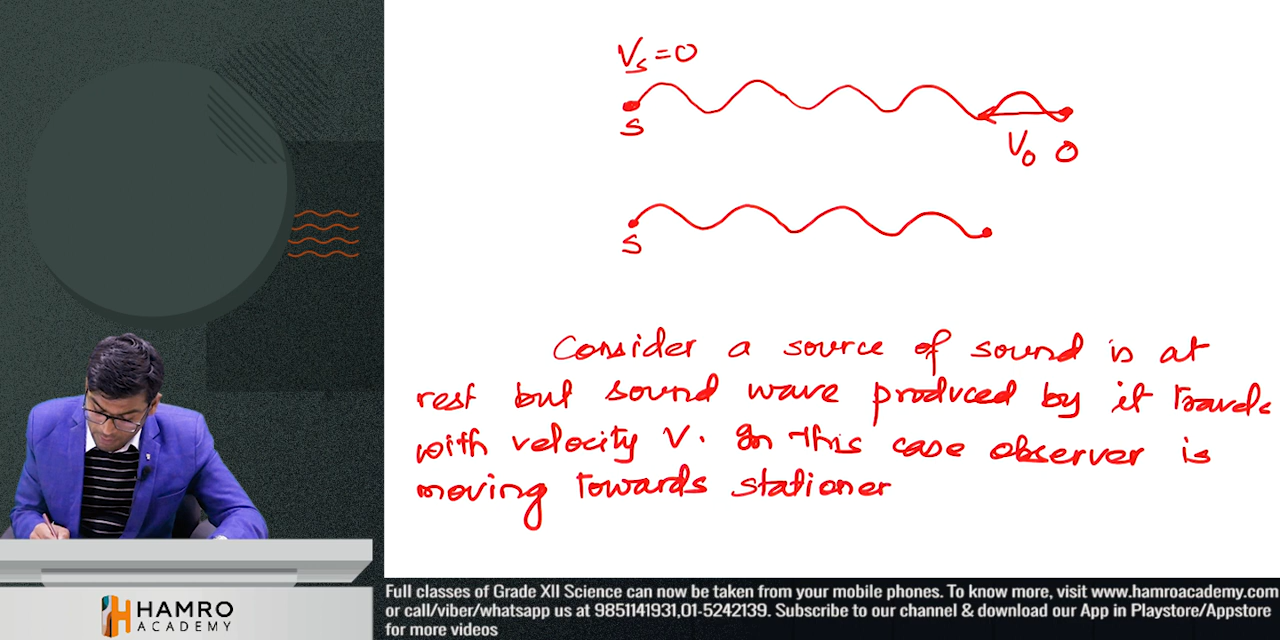 Vs=0
S
Vo O
S
Consider a source of sound is at
rest but sound wave produced by it travels
with velocity V. In this case observer is
moving towards stationer
HAMRO
ACADEMY
Full classes of Grade XII Science can now be taken from your mobile phones. To know more, visit www.hamroacademy.com
or call/viber/whatsapp us at 9851141931,01-5242139. Subscribe to our channel & download our App in Playstore/Appstore
for more videos